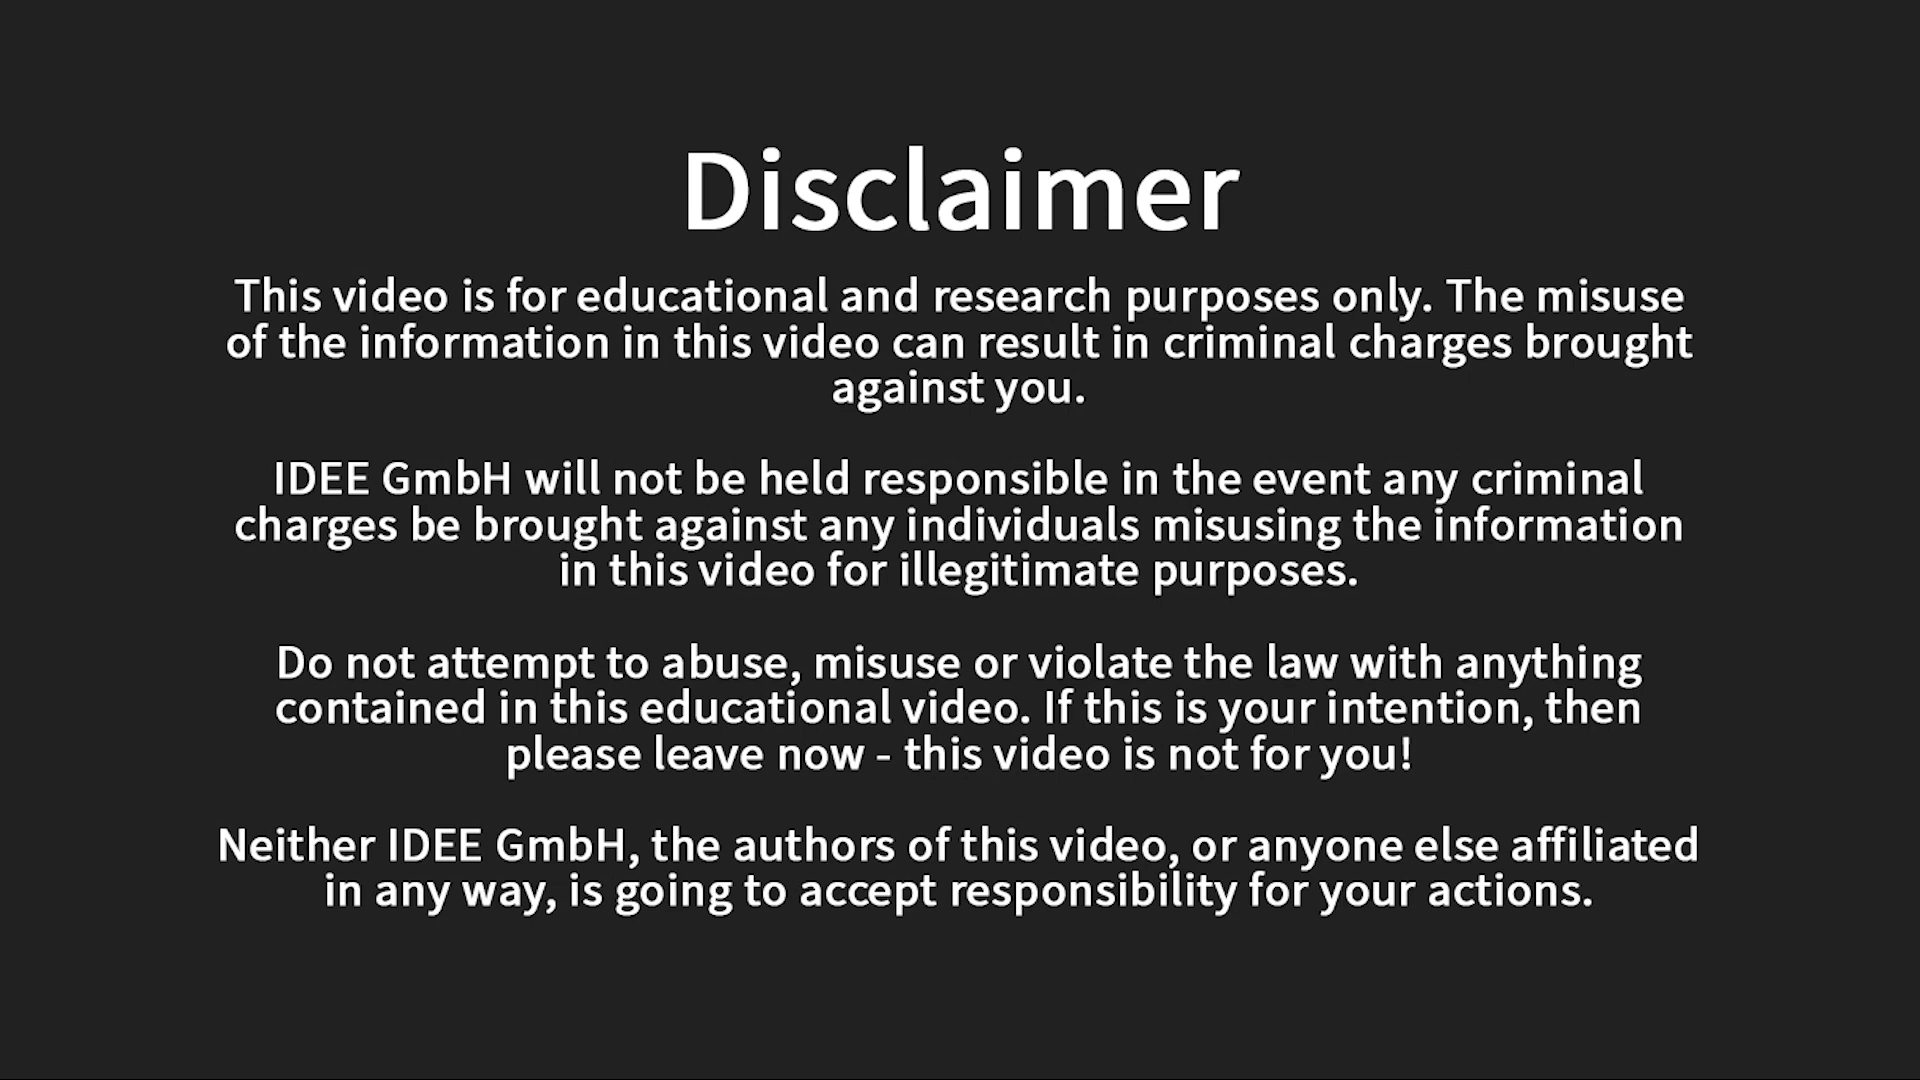 Disclaimer
This video is for educational and research purposes only. The misuse
of the information in this video can result in criminal charges brought
against you.
IDEE GmbH will not be held responsible in the event any criminal
charges be brought against any individuals misusing the information
in this video for illegitimate purposes.
Do not attempt to abuse, misuse or violate the law with anything
contained in this educational video. If this is your intention, then
please leave now - this video is not for you!
Neither IDEE GmbH, the authors of this video, or anyone else affiliated
in any way, is going to accept responsibility for your actions.